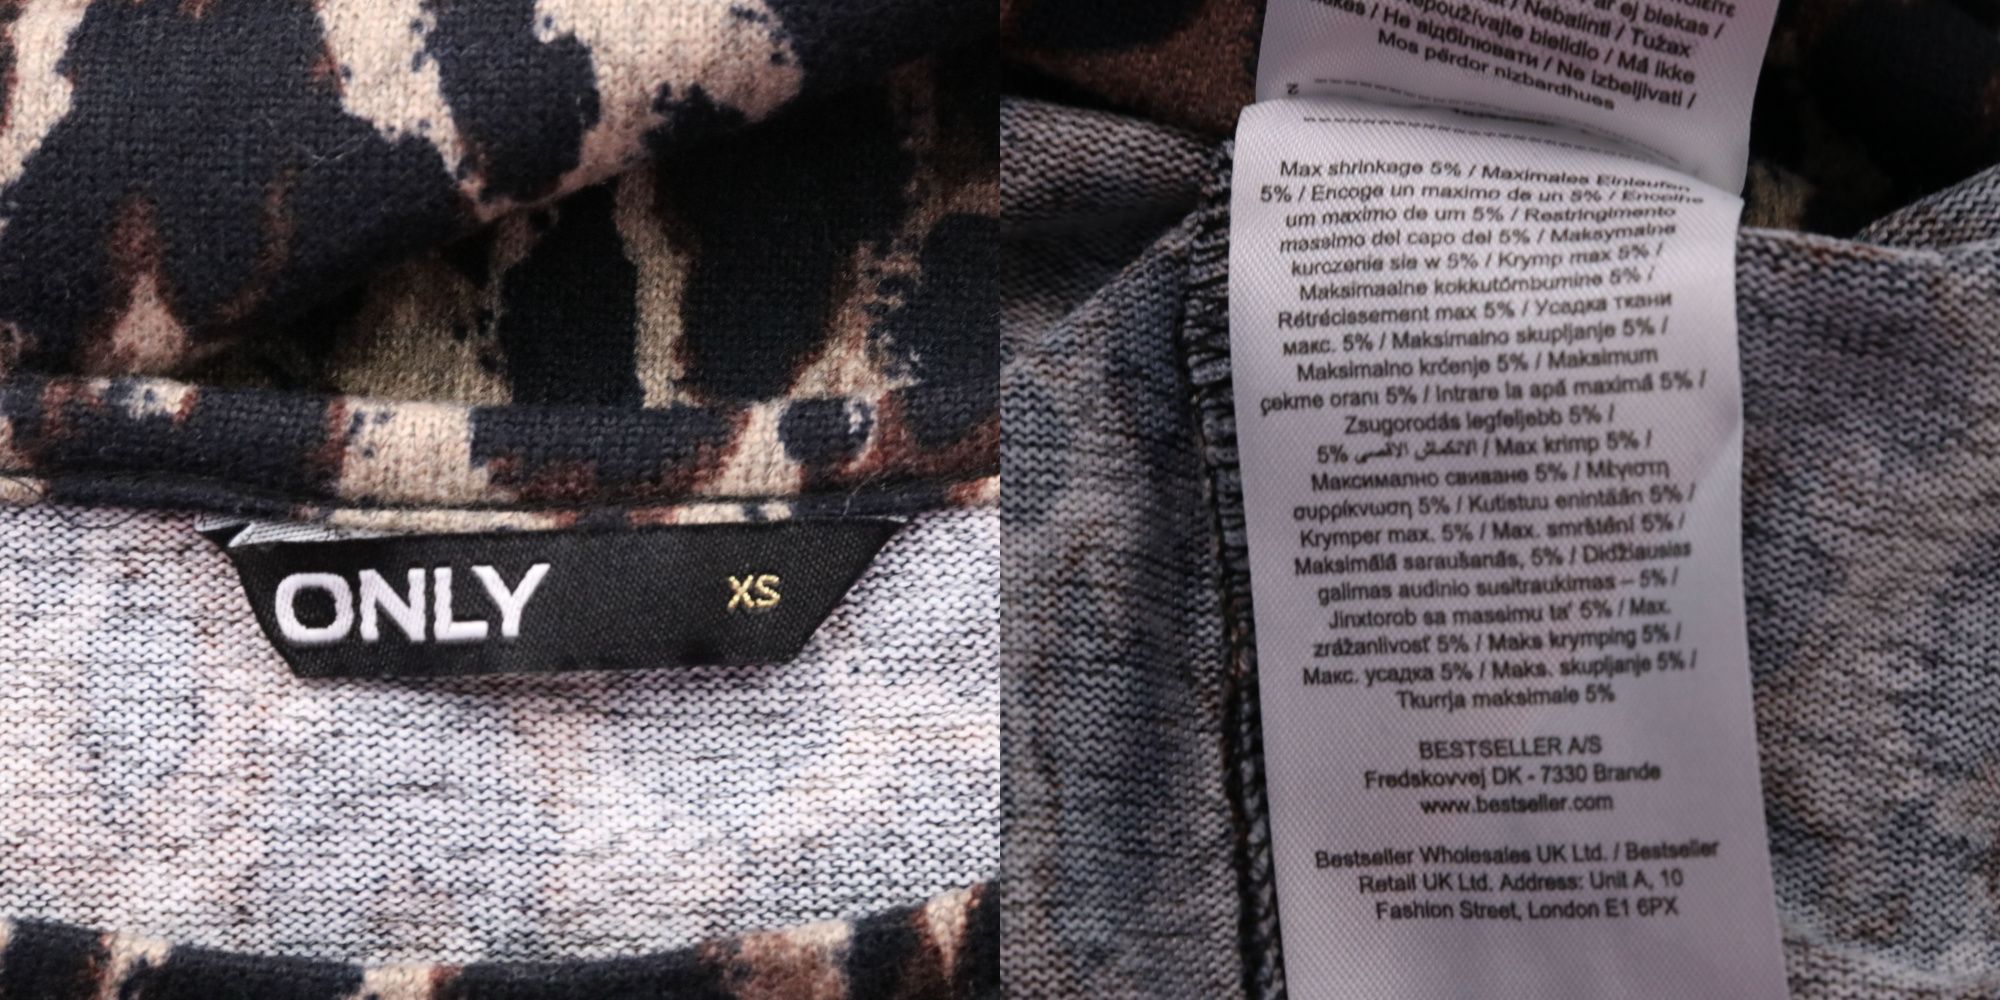 ONLY XS
ar ej biekas /
/ Nebalinti / Tužax
Nepoužívajte bielidlo / Må ikke
/ Не відбілювати / Ne izbeljivati /
Mos përdor nizbardhues
Max shrinkage 5% / Maximales Einlaufen
5% / Encoge un maximo de un 5% / Encolhe
um maximo de um 5% / Restringimento
massimo del capo del 5% / Maksymalne
kurczenie sie w 5% / Krymp max 5% /
Maksimaalne kokkutõmbumine 5% /
Rétrécissement max 5% / Усадка ткани
макс. 5% / Maksimalno skupljanje 5% /
Maksimalno krčenje 5% / Maksimum
çekme oranı 5% / Intrare la apă maximă 5% /
Zsugorodás legfeljebb 5% /
5% الانكماش الأقصى / Max krimp 5% /
Максимално свиване 5% / Μέγιστη
συρρίκνωση 5% / Kutistuu enintään 5% /
Krymper max. 5% / Max. smrštění 5% /
Maksimālā saraušanās, 5% / Didžiausias
galimas audinio susitraukimas – 5% /
Jinxtorob sa massimu ta' 5% / Max.
zrážanlivosť 5% / Maks krymping 5% /
Макс. усадка 5% / Maks. skupljanje 5% /
Tkurrja maksimale 5%
BESTSELLER A/S
Fredskovvej DK - 7330 Brande
www.bestseller.com
Bestseller Wholesales UK Ltd. / Bestseller
Retail UK Ltd. Address: Unit A, 10
Fashion Street, London E1 6PX